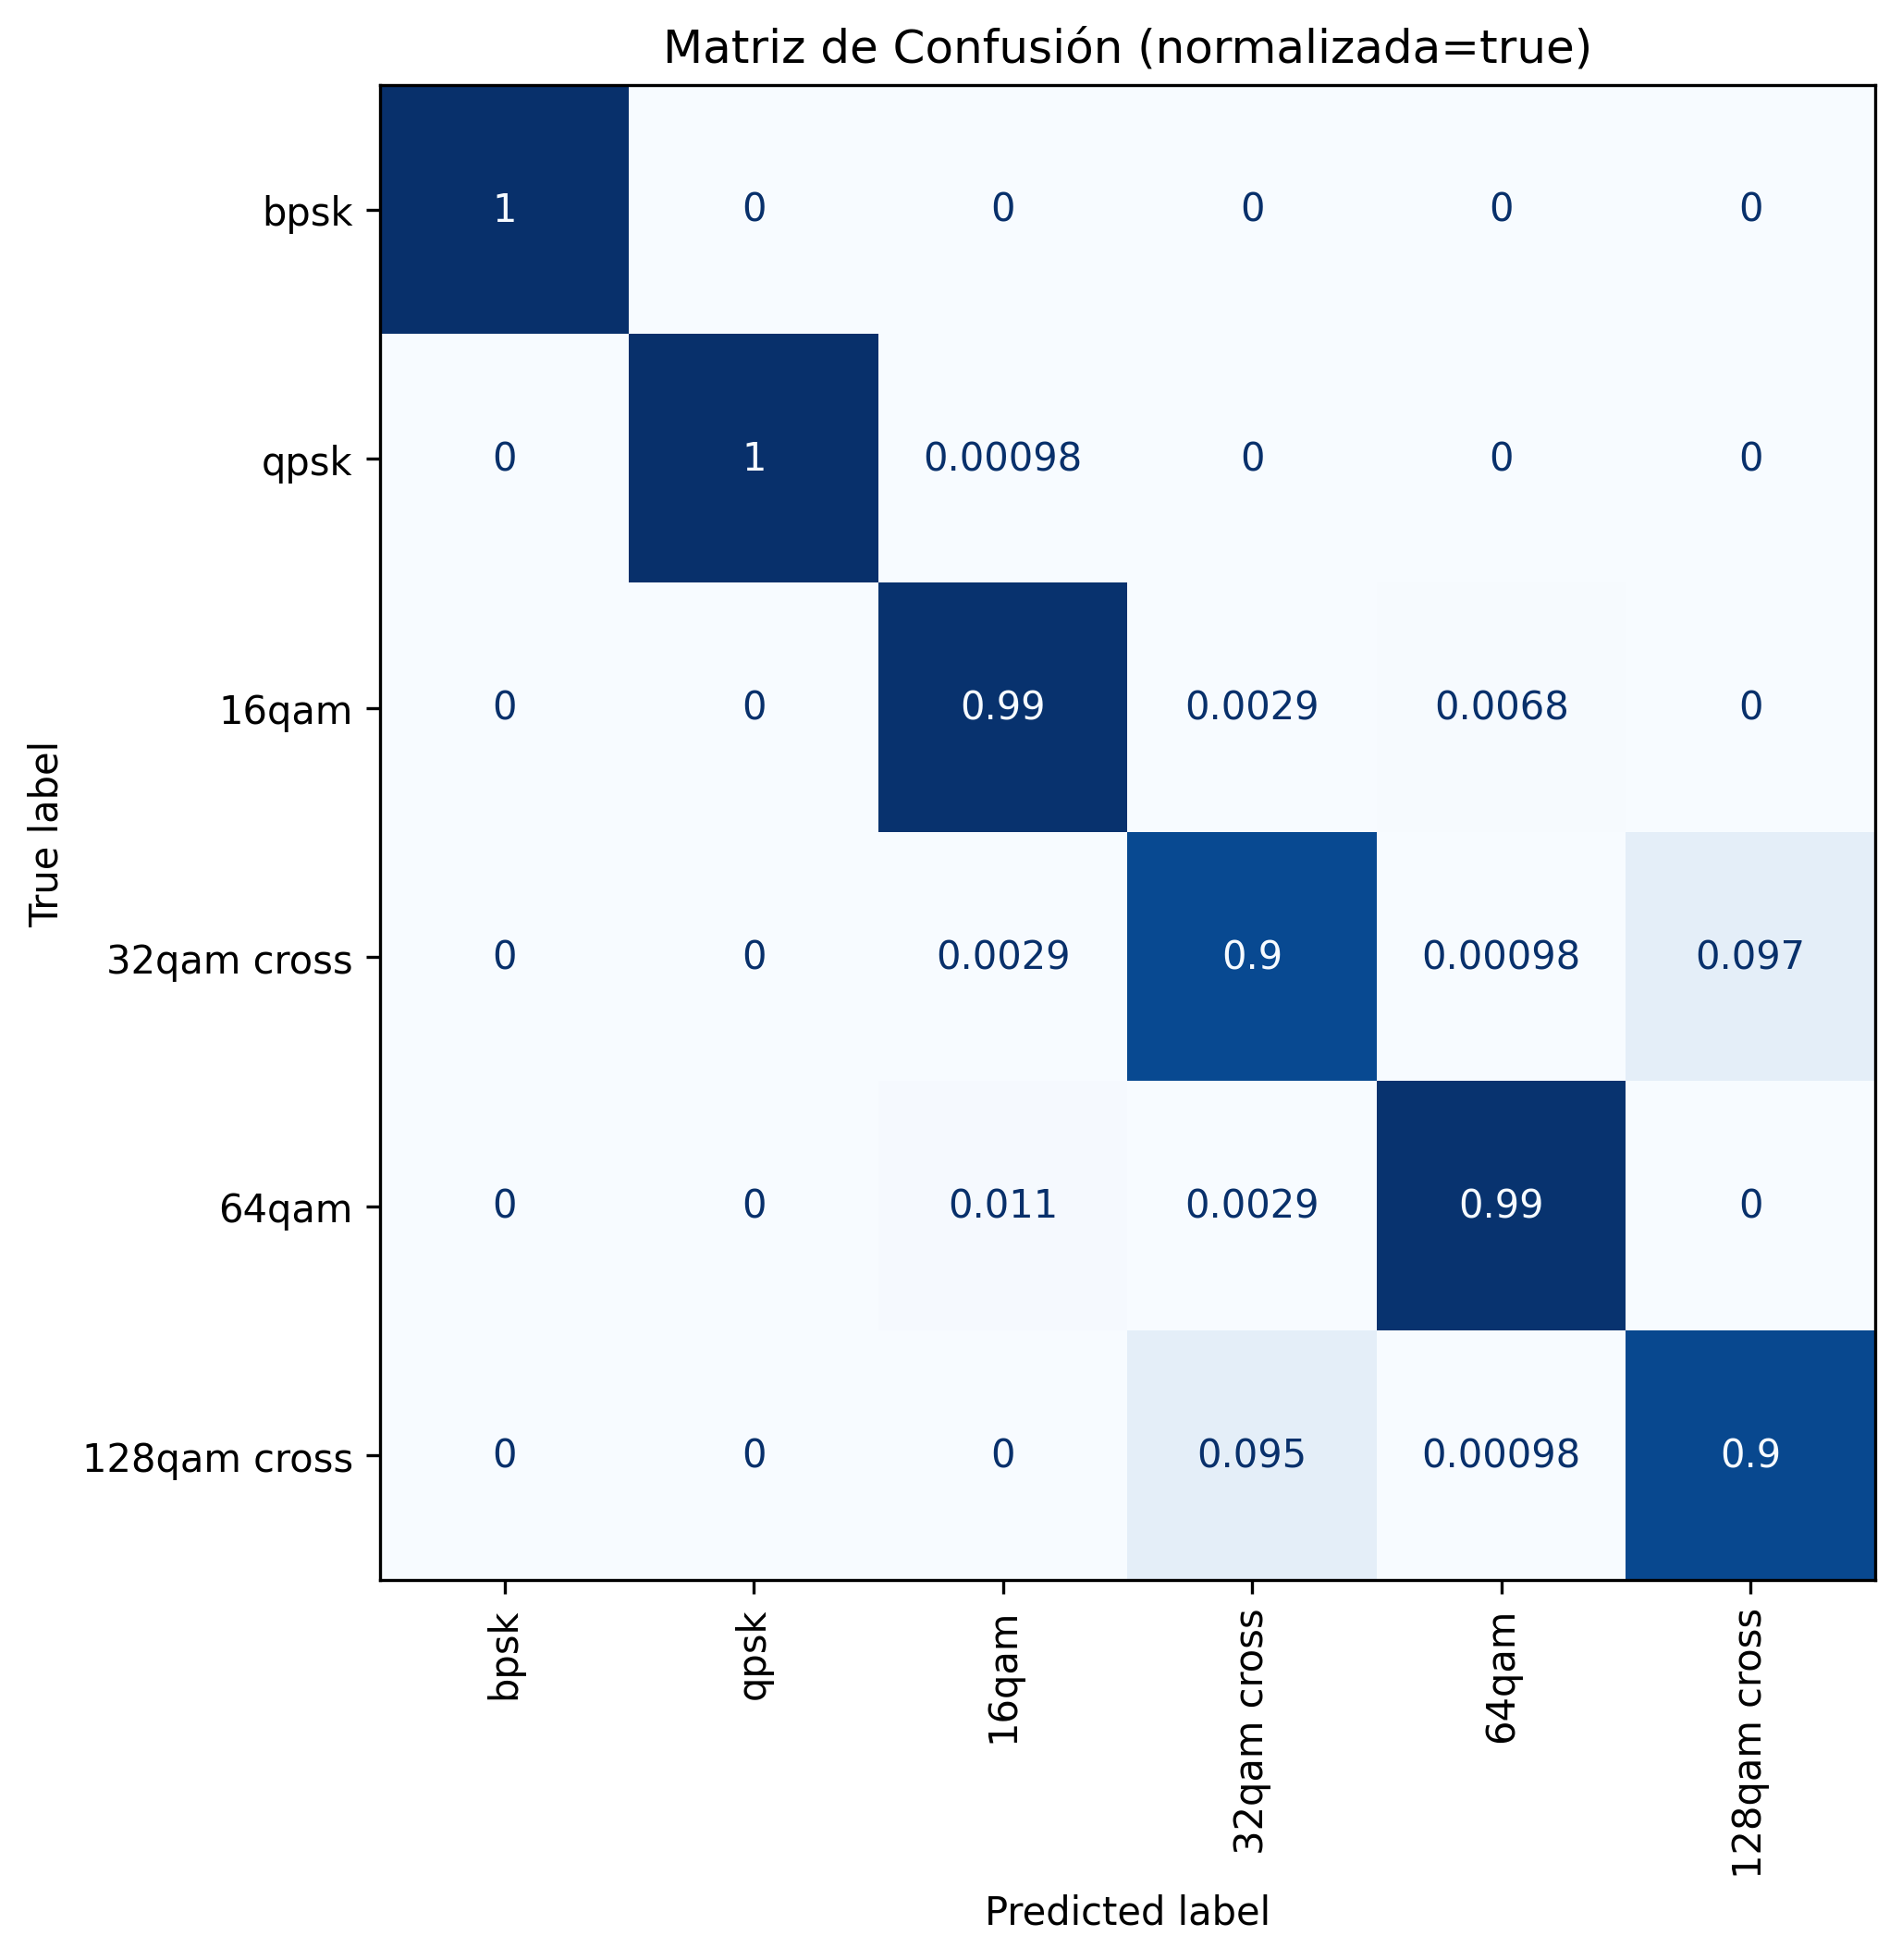 Matriz de Confusión (normalizada=true)
True label
bpsk 1 0 0 0 0 0
qpsk 0 1 0.00098 0 0 0
16qam 0 0 0.99 0.0029 0.0068 0
32qam cross 0 0 0.0029 0.9 0.00098 0.097
64qam 0 0 0.011 0.0029 0.99 0
128qam cross 0 0 0 0.095 0.00098 0.9
bpsk qpsk 16qam 32qam cross 64qam 128qam cross
Predicted label